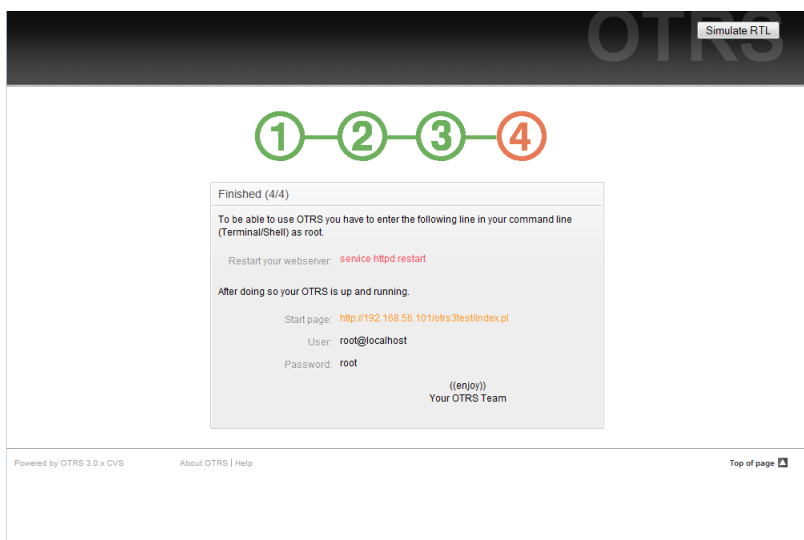 OTRS
Simulate RTL
1 2 3 4
Finished (4/4)
To be able to use OTRS you have to enter the following line in your command line
(Terminal/Shell) as root.
Restart your webserver: service httpd restart
After doing so your OTRS is up and running.
Start page: http://192.168.56.101/otrs3test/index.pl
User: root@localhost
Password: root
((enjoy))
Your OTRS Team
Powered by OTRS 3.0.x CVS About OTRS | Help Top of page